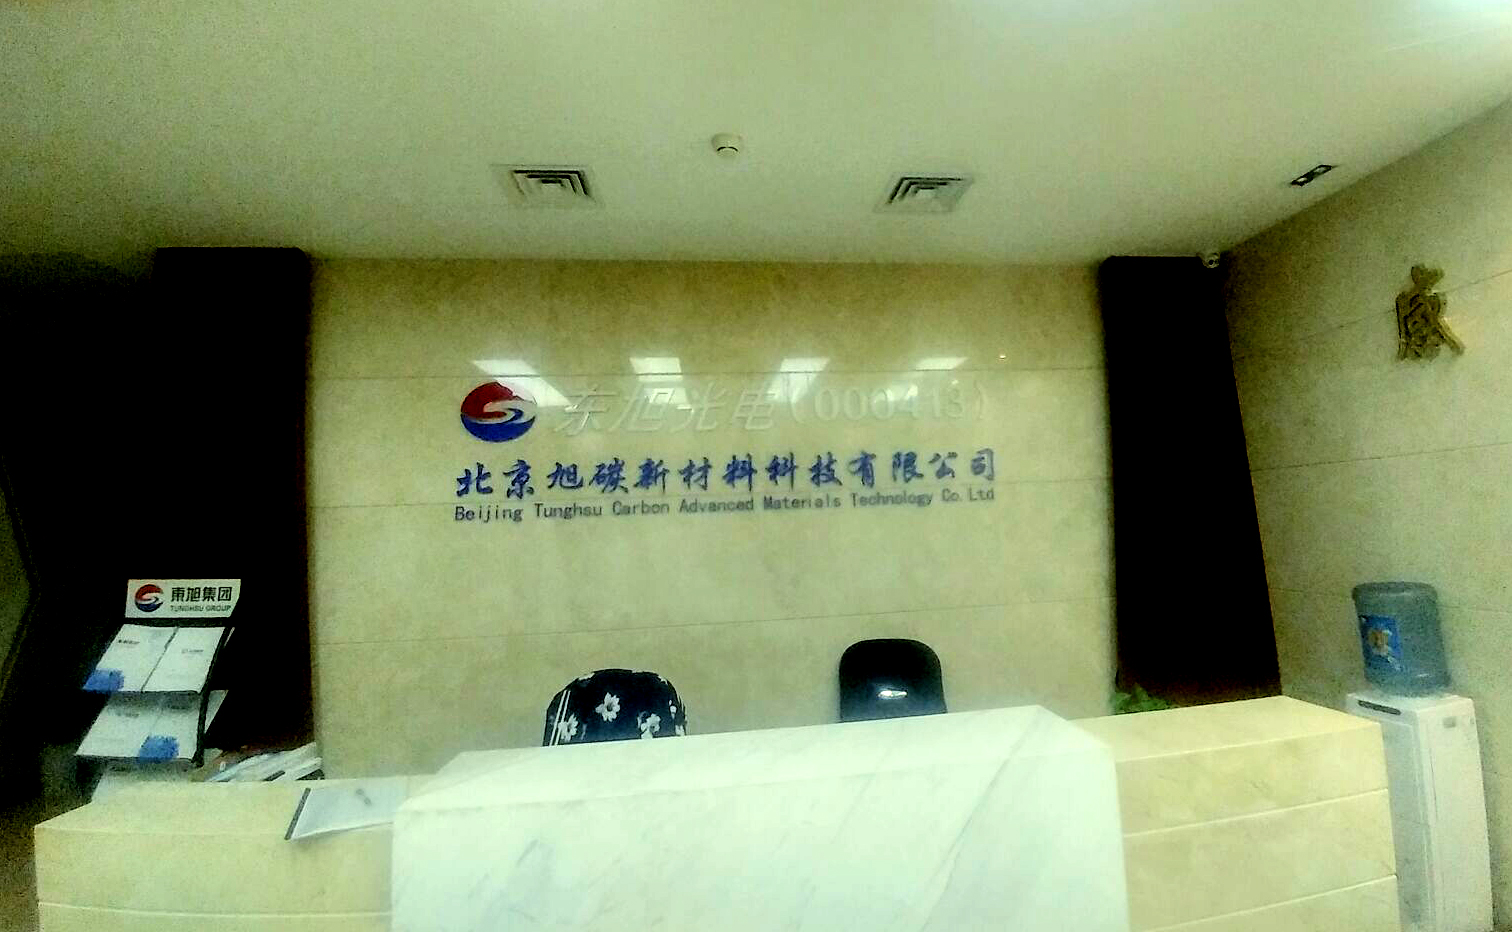 东旭光电(000413)
北京旭碳新材料科技有限公司
Beijing Tunghsu Carbon Advanced Materials Technology Co.Ltd
感
東旭集团
TUNGHSU GROUP